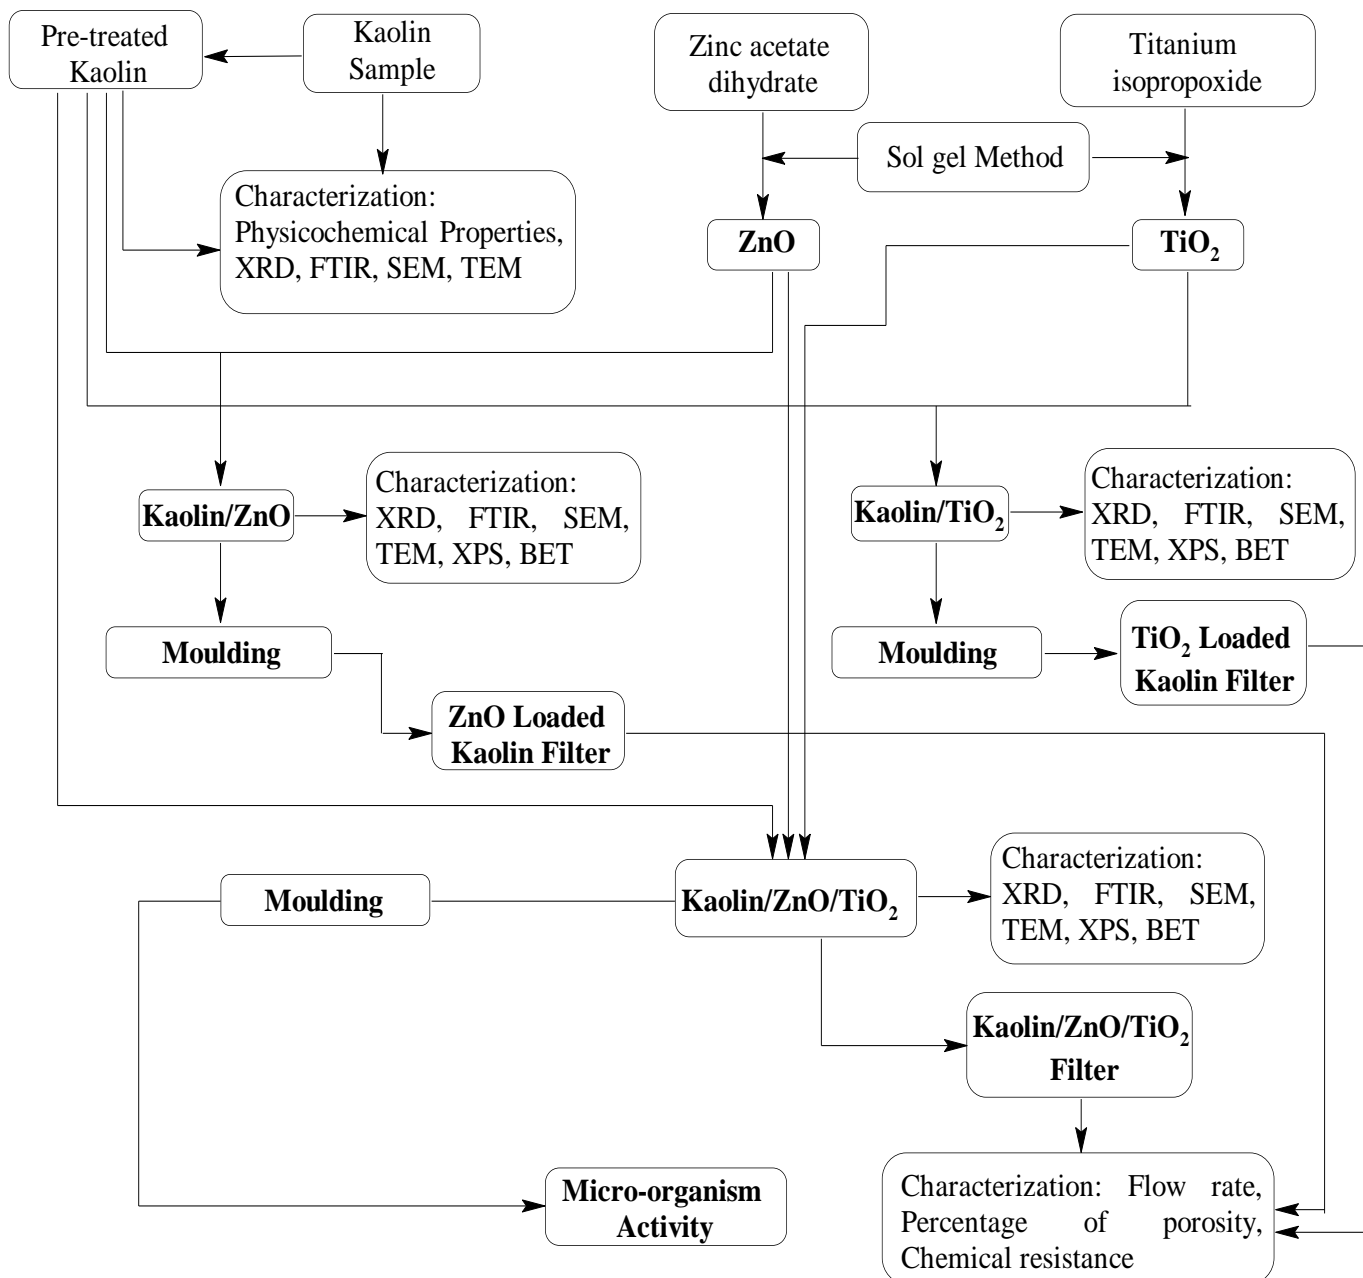 Pre-treated
Kaolin
Kaolin
Sample
Zinc acetate
dihydrate
Titanium
isopropoxide
Sol gel Method
Characterization:
Physicochemical Properties,
XRD, FTIR, SEM, TEM
ZnO
TiO₂
Kaolin/ZnO
Characterization:
XRD, FTIR, SEM,
TEM, XPS, BET
Kaolin/TiO₂
Characterization:
XRD, FTIR, SEM,
TEM, XPS, BET
Moulding
Moulding
TiO₂ Loaded
Kaolin Filter
ZnO Loaded
Kaolin Filter
Moulding
Kaolin/ZnO/TiO₂
Characterization:
XRD, FTIR, SEM,
TEM, XPS, BET
Kaolin/ZnO/TiO₂
Filter
Micro-organism
Activity
Characterization: Flow rate,
Percentage of porosity,
Chemical resistance